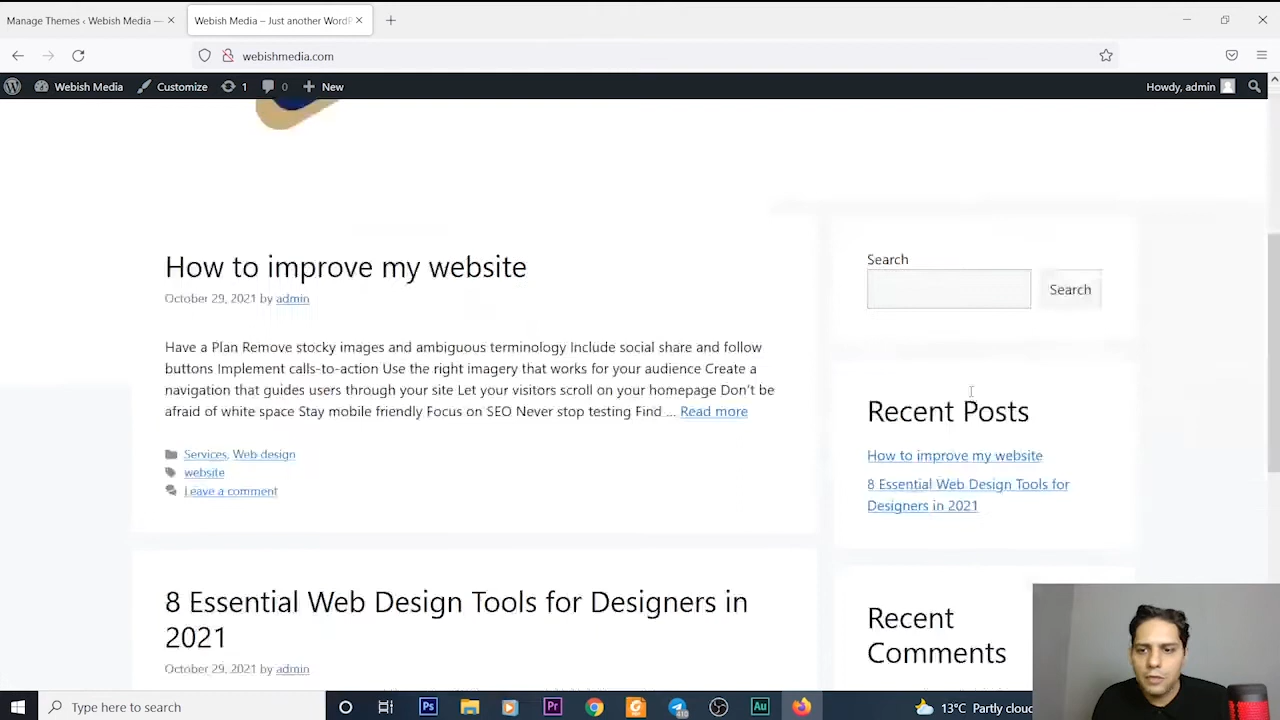 Manage Themes ‹ Webish Media —
Webish Media – Just another WordP
webishmedia.com
Webish Media
Customize
1
0
New
Howdy, admin
How to improve my website
October 29, 2021 by admin
Have a Plan Remove stocky images and ambiguous terminology Include social share and follow
buttons Implement calls-to-action Use the right imagery that works for your audience Create a
navigation that guides users through your site Let your visitors scroll on your homepage Don’t be
afraid of white space Stay mobile friendly Focus on SEO Never stop testing Find ... Read more
Services, Web design
website
Leave a comment
8 Essential Web Design Tools for Designers in
2021
October 29, 2021 by admin
Search
Search
Recent Posts
How to improve my website
8 Essential Web Design Tools for
Designers in 2021
Recent
Comments
Type here to search
Ps
Pr
Au
13°C Partly cloud